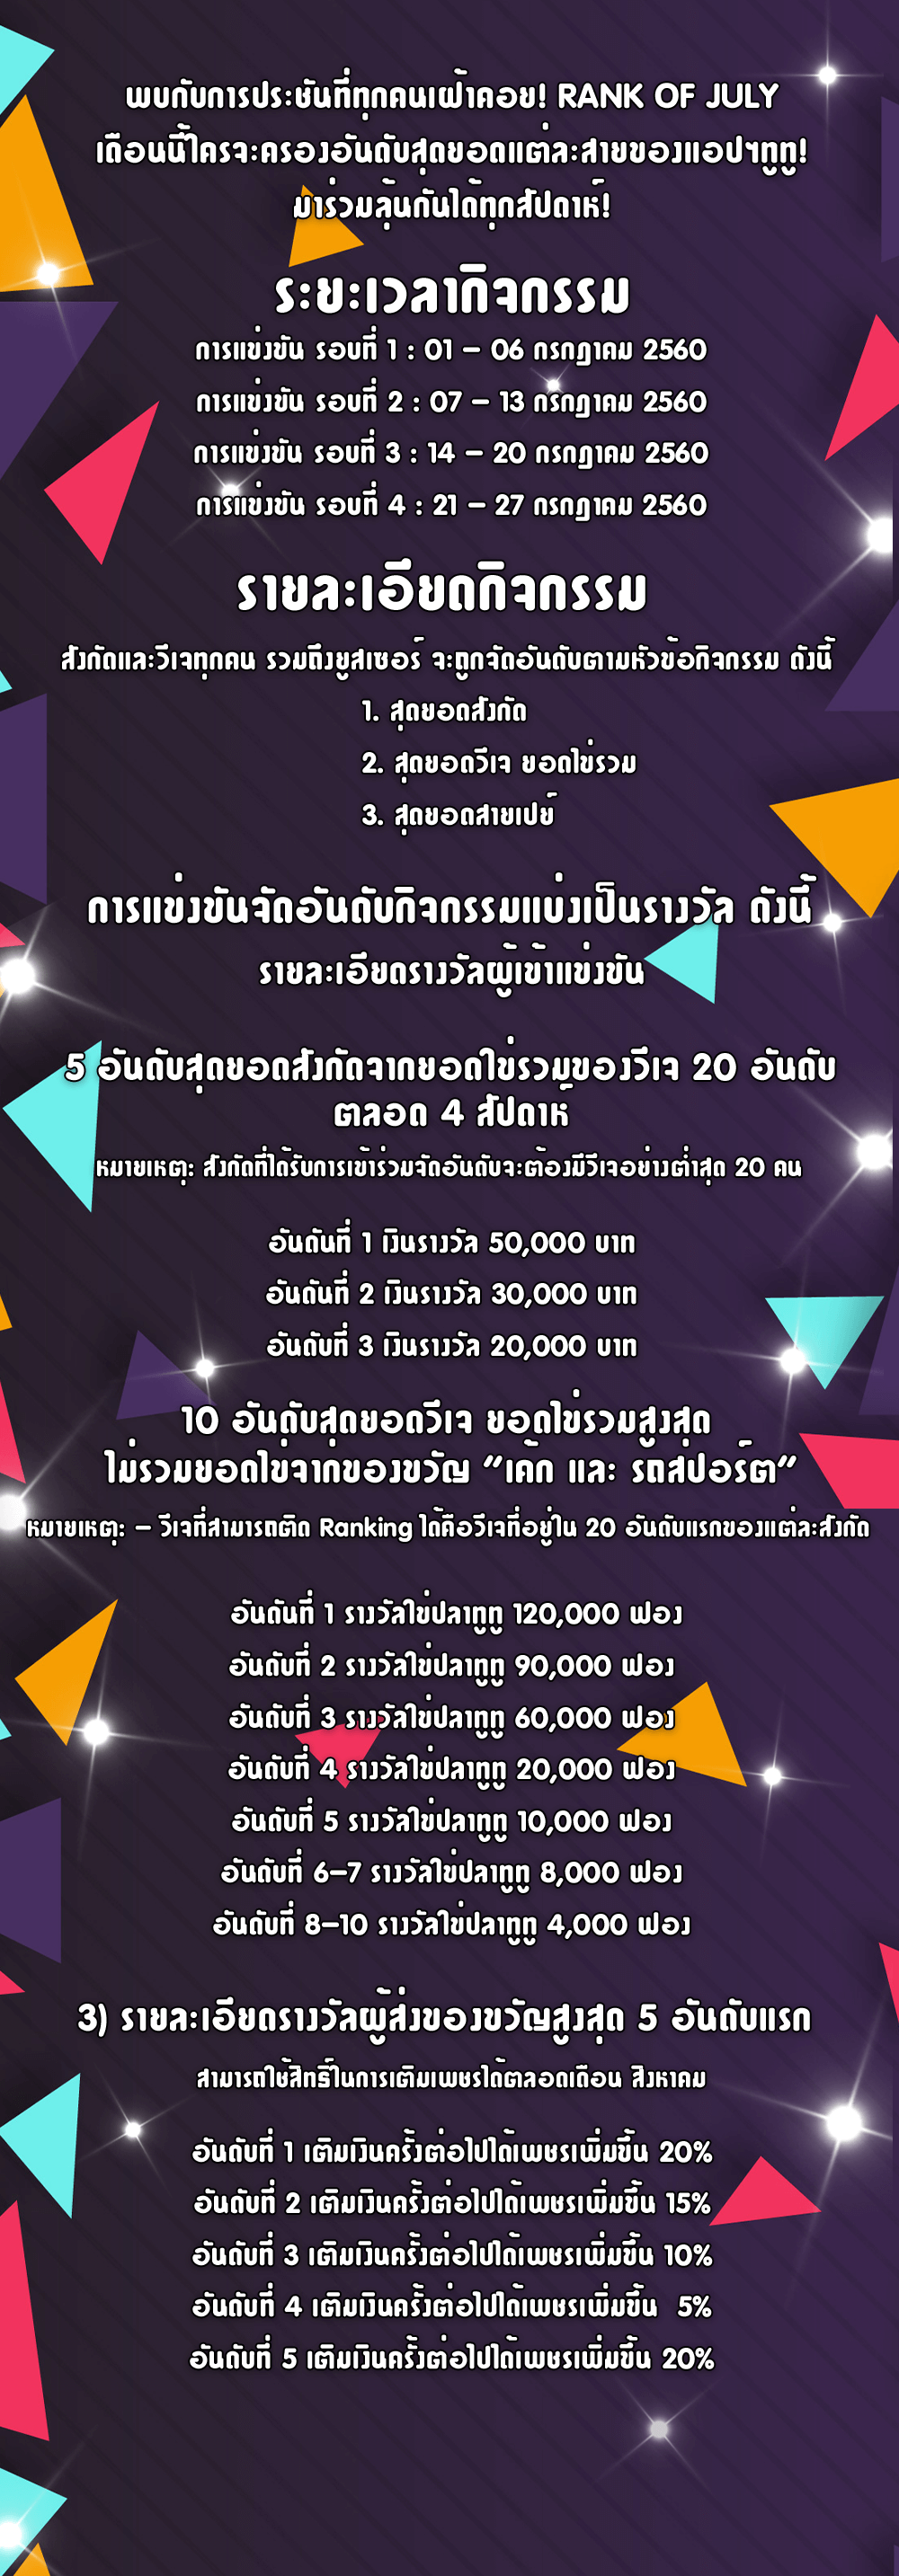 พบกับการประชันที่ทุกคนเฝ้าคอย! RANK OF JULY
เดือนนี้ใครจะครองอันดับสุดยอดแต่ละสายของแอปฯทูทู!
มาร่วมลุ้นกันได้ทุกสัปดาห์!
ระยะเวลากิจกรรม
การแข่งขัน รอบที่ 1 : 01 – 06 กรกฎาคม 2560
การแข่งขัน รอบที่ 2 : 07 – 13 กรกฎาคม 2560
การแข่งขัน รอบที่ 3 : 14 – 20 กรกฎาคม 2560
การแข่งขัน รอบที่ 4 : 21 – 27 กรกฎาคม 2560
รายละเอียดกิจกรรม
สังกัดและวีเจทุกคน รวมถึงยูสเซอร์ จะถูกจัดอันดับตามหัวข้อกิจกรรม ดังนี้
1. สุดยอดสังกัด
2. สุดยอดวีเจ ยอดไข่รวม
3. สุดยอดสายเปย์
การแข่งขันจัดอันดับกิจกรรมแบ่งเป็นรางวัล ดังนี้
รายละเอียดรางวัลผู้เข้าแข่งขัน
5 อันดับสุดยอดสังกัดจากยอดไข่รวมของวีเจ 20 อันดับ
ตลอด 4 สัปดาห์
หมายเหตุ: สังกัดที่ได้รับการเข้าร่วมจัดอันดับจะต้องมีวีเจอย่างต่ำสุด 20 คน
อันดันที่ 1 เงินรางวัล 50,000 บาท
อันดันที่ 2 เงินรางวัล 30,000 บาท
อันดับที่ 3 เงินรางวัล 20,000 บาท
10 อันดับสุดยอดวีเจ ยอดไข่รวมสูงสุด
ไม่รวมยอดไข่จากของขวัญ “เค้ก และ รถสปอร์ต”
หมายเหตุ: – วีเจที่สามารถติด Ranking ได้คือวีเจที่อยู่ใน 20 อันดับแรกของแต่ละสังกัด
อันดันที่ 1 รางวัลไข่ปลาทูทู 120,000 ฟอง
อันดับที่ 2 รางวัลไข่ปลาทูทู 90,000 ฟอง
อันดับที่ 3 รางวัลไข่ปลาทูทู 60,000 ฟอง
อันดับที่ 4 รางวัลไข่ปลาทูทู 20,000 ฟอง
อันดับที่ 5 รางวัลไข่ปลาทูทู 10,000 ฟอง
อันดับที่ 6–7 รางวัลไข่ปลาทูทู 8,000 ฟอง
อันดับที่ 8–10 รางวัลไข่ปลาทูทู 4,000 ฟอง
3) รายละเอียดรางวัลผู้ส่งของขวัญสูงสุด 5 อันดับแรก
สามารถใช้สิทธิ์ในการเติมเพชรได้ตลอดเดือน สิงหาคม
อันดับที่ 1 เติมเงินครั้งต่อไปได้เพชรเพิ่มขึ้น 20%
อันดับที่ 2 เติมเงินครั้งต่อไปได้เพชรเพิ่มขึ้น 15%
อันดับที่ 3 เติมเงินครั้งต่อไปได้เพชรเพิ่มขึ้น 10%
อันดับที่ 4 เติมเงินครั้งต่อไปได้เพชรเพิ่มขึ้น 5%
อันดับที่ 5 เติมเงินครั้งต่อไปได้เพชรเพิ่มขึ้น 20%